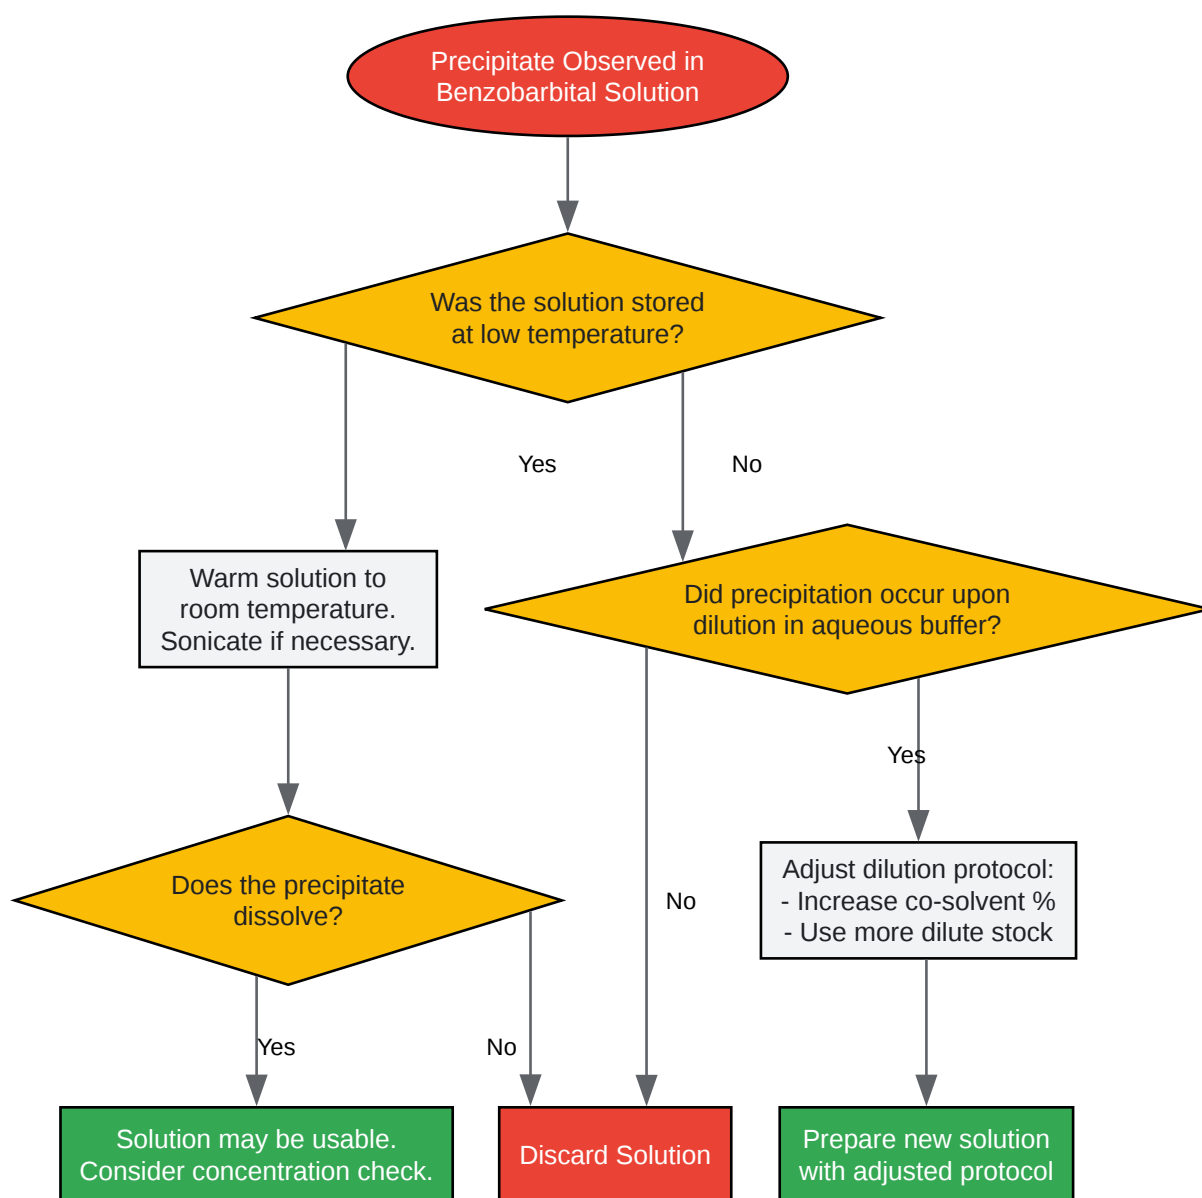 Precipitate Observed in
Benzobarbital Solution
Was the solution stored
at low temperature?
Yes
No
Warm solution to
room temperature.
Sonicate if necessary.
Did precipitation occur upon
dilution in aqueous buffer?
Yes
Does the precipitate
dissolve?
No
Adjust dilution protocol:
- Increase co-solvent %
- Use more dilute stock
Yes
No
Solution may be usable.
Consider concentration check.
Discard Solution
Prepare new solution
with adjusted protocol